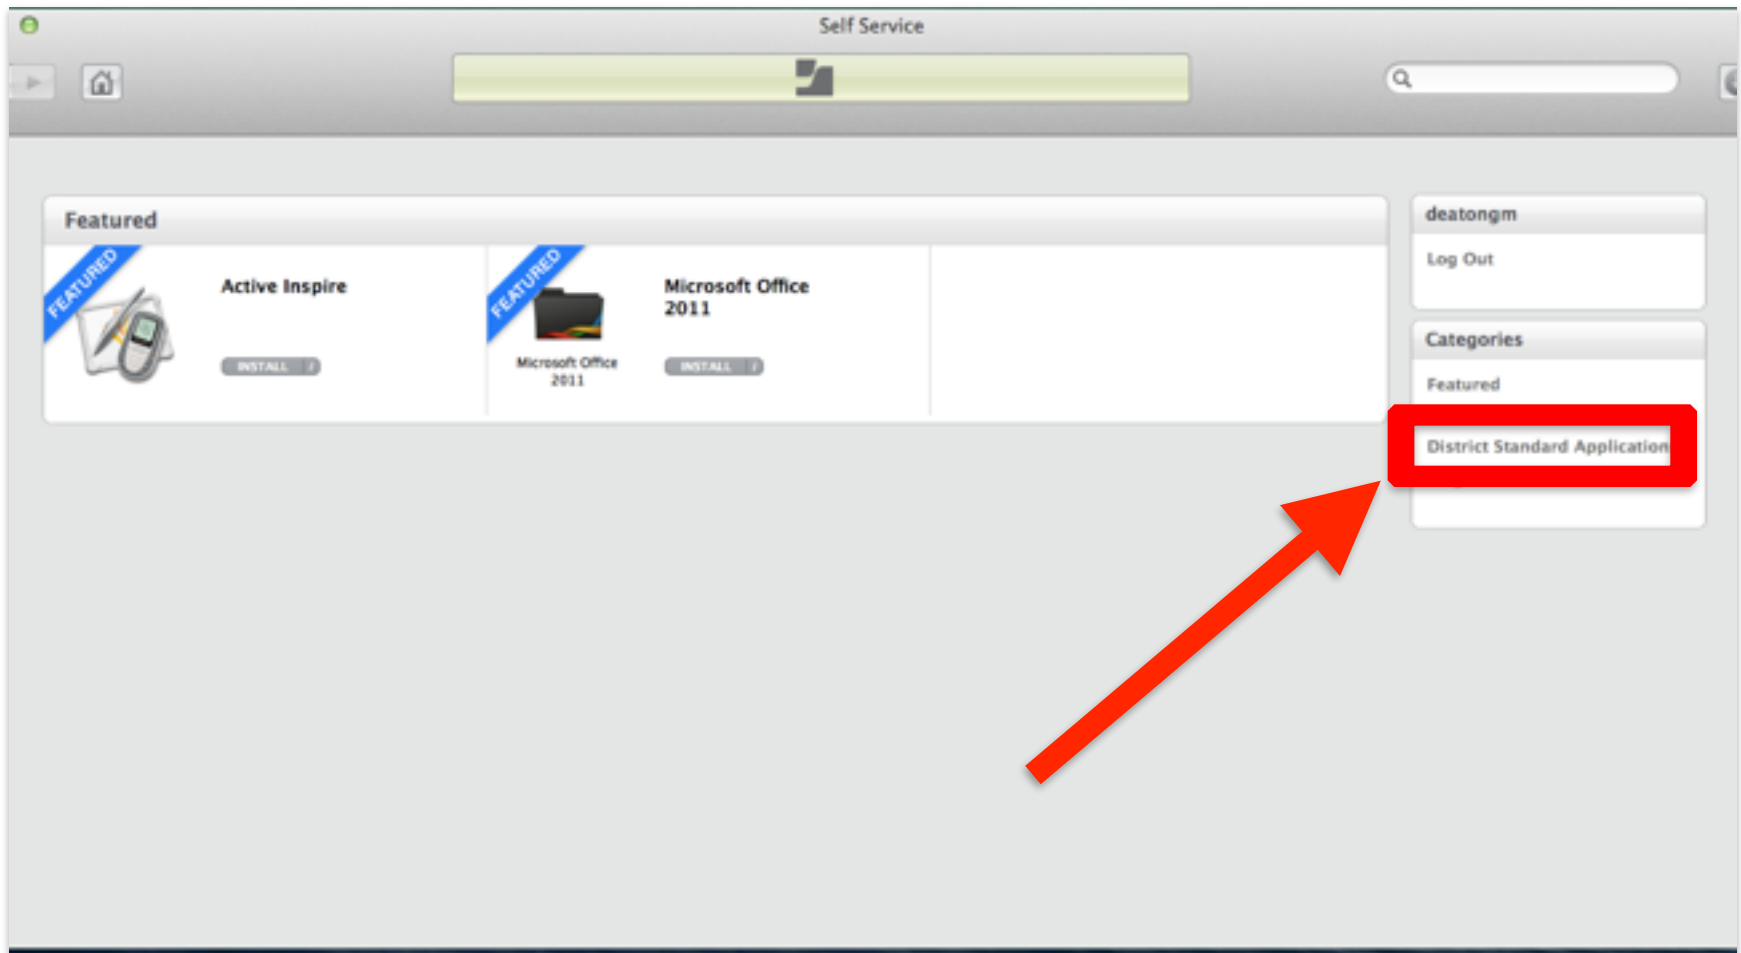 Self Service
Featured
FEATURED
Active Inspire
INSTALL i
FEATURED
Microsoft Office
2011
Microsoft Office
2011
INSTALL i
deatongm
Log Out
Categories
Featured
District Standard Application